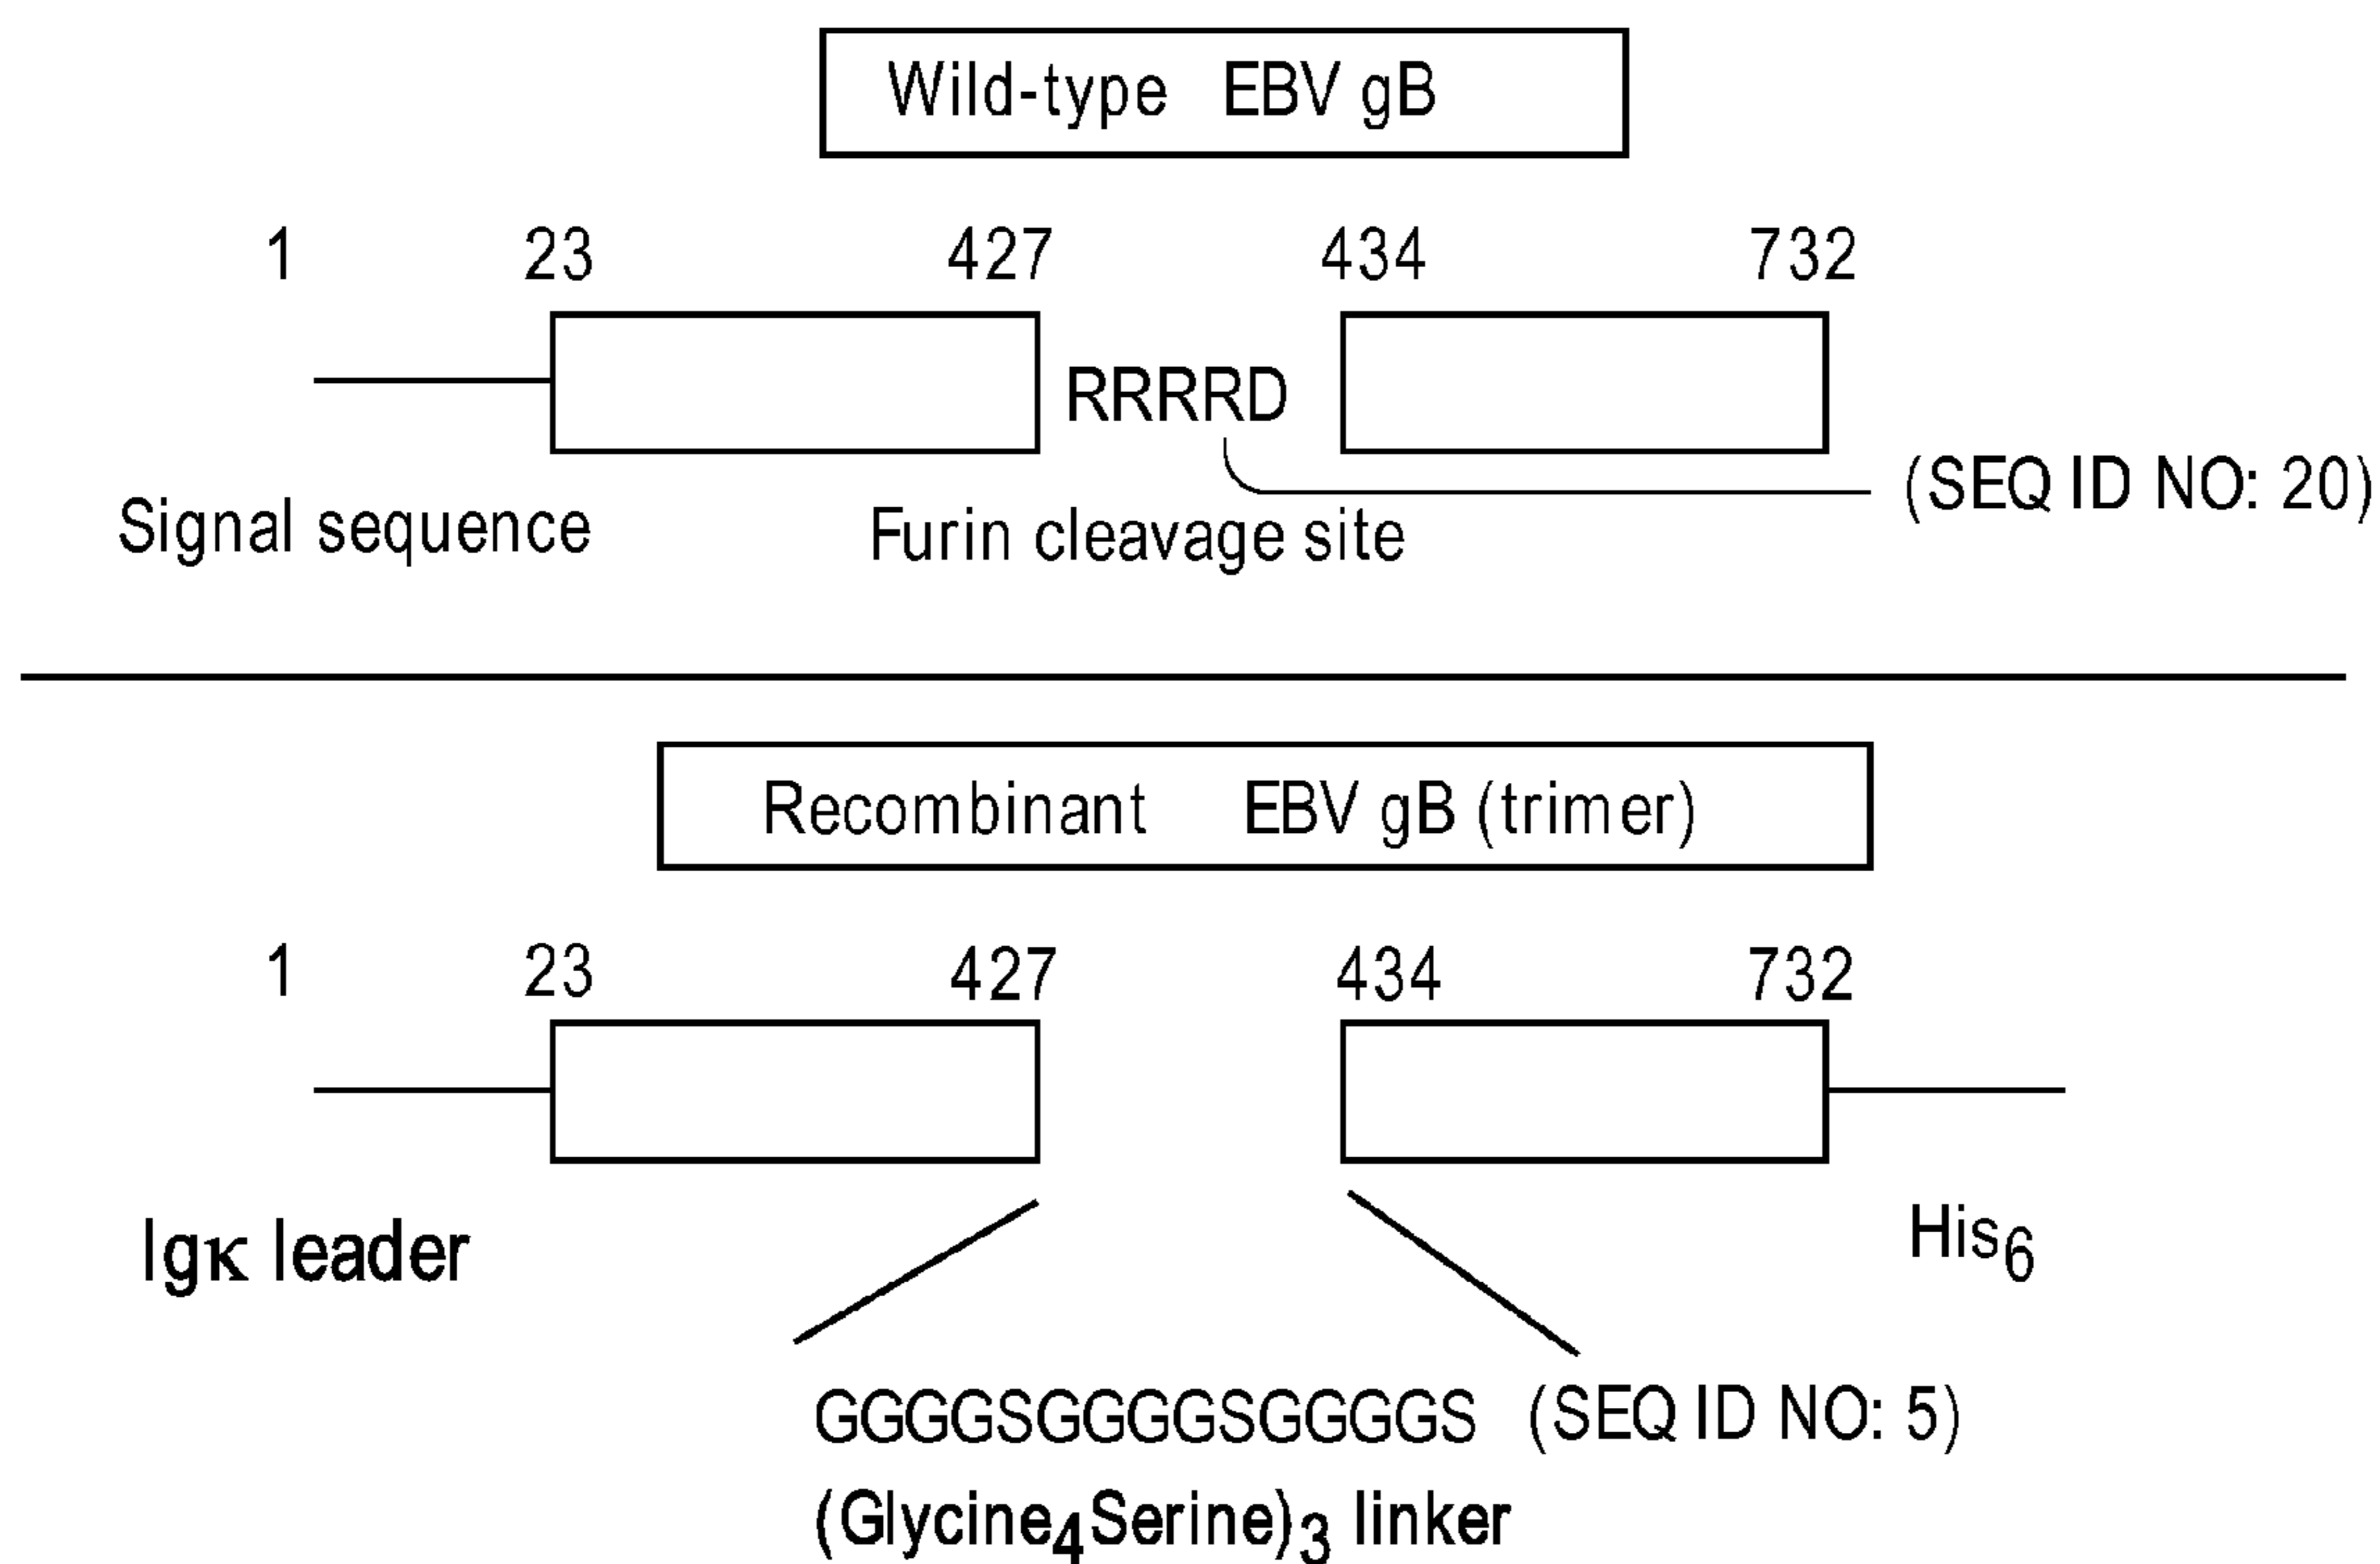 Wild-type EBV gB
1 23 427 434 732
RRRRD
(SEQ ID NO: 20)
Signal sequence Furin cleavage site
Recombinant EBV gB (trimer)
1 23 427 434 732
Igκ leader His₆
GGGGSGGGGSGGGGS (SEQ ID NO: 5)
(Glycine₄Serine)₃ linker